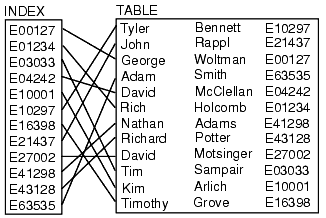 INDEX
TABLE
E00127
E01234
E03033
E04242
E10001
E10297
E16398
E21437
E27002
E41298
E43128
E63535
Tyler Bennett E10297
John Rappl E21437
George Woltman E00127
Adam Smith E63535
David McClellan E04242
Rich Holcomb E01234
Nathan Adams E41298
Richard Potter E43128
David Motsinger E27002
Tim Sampair E03033
Kim Arlich E10001
Timothy Grove E16398